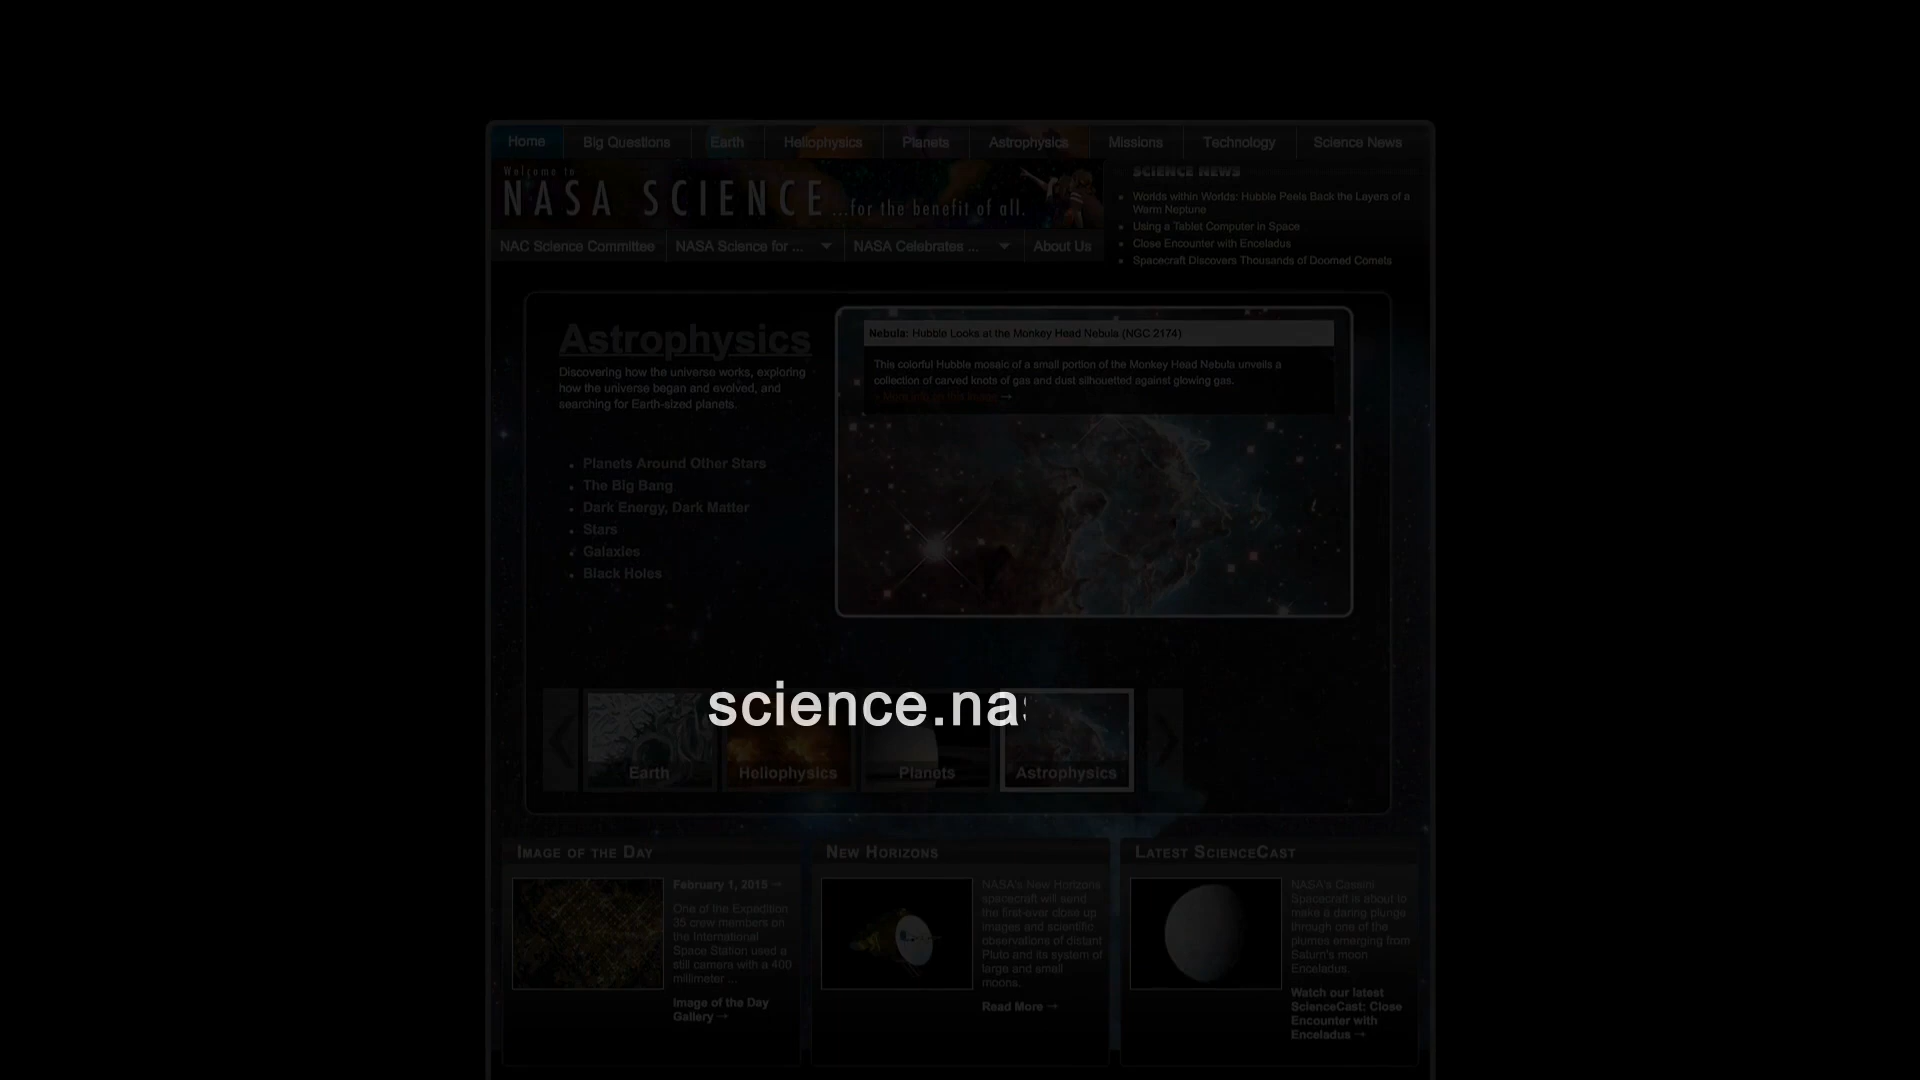 Home Big Questions Earth Heliophysics Planets Astrophysics Missions Technology Science News
Welcome to
NASA SCIENCE ...for the benefit of all.
NAC Science Committee NASA Science for ... NASA Celebrates ... About Us
SCIENCE NEWS
Worlds within Worlds: Hubble Peels Back the Layers of a
Warm Neptune
Using a Tablet Computer in Space
Close Encounter with Enceladus
Spacecraft Discovers Thousands of Doomed Comets
Astrophysics
Discovering how the universe works, exploring
how the universe began and evolved, and
searching for Earth-sized planets.
Planets Around Other Stars
The Big Bang
Dark Energy, Dark Matter
Stars
Galaxies
Black Holes
Nebula: Hubble Looks at the Monkey Head Nebula (NGC 2174)
This colorful Hubble mosaic of a small portion of the Monkey Head Nebula unveils a
collection of carved knots of gas and dust silhouetted against glowing gas.
» More info on this image →
science.na
Earth Heliophysics Planets Astrophysics
IMAGE OF THE DAY
February 1, 2015 →
One of the Expedition
35 crew members on
the International
Space Station used a
still camera with a 400
millimeter ...
Image of the Day
Gallery →
NEW HORIZONS
NASA's New Horizons
spacecraft will send
the first-ever close up
images and scientific
observations of distant
Pluto and its system of
large and small
moons.
Read More →
LATEST SCIENCECAST
NASA's Cassini
Spacecraft is about to
make a daring plunge
through one of the
plumes emerging from
Saturn's moon
Enceladus.
Watch our latest
ScienceCast: Close
Encounter with
Enceladus →